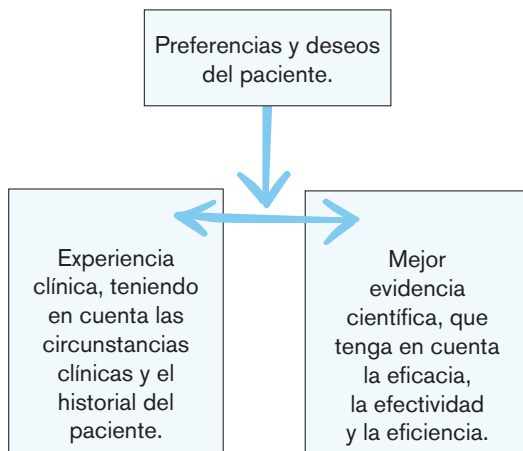 Preferencias y deseos
del paciente.
Experiencia
clínica, teniendo
en cuenta las
circunstancias
clínicas y el
historial del
paciente.
Mejor
evidencia
científica, que
tenga en cuenta
la eficacia,
la efectividad
y la eficiencia.